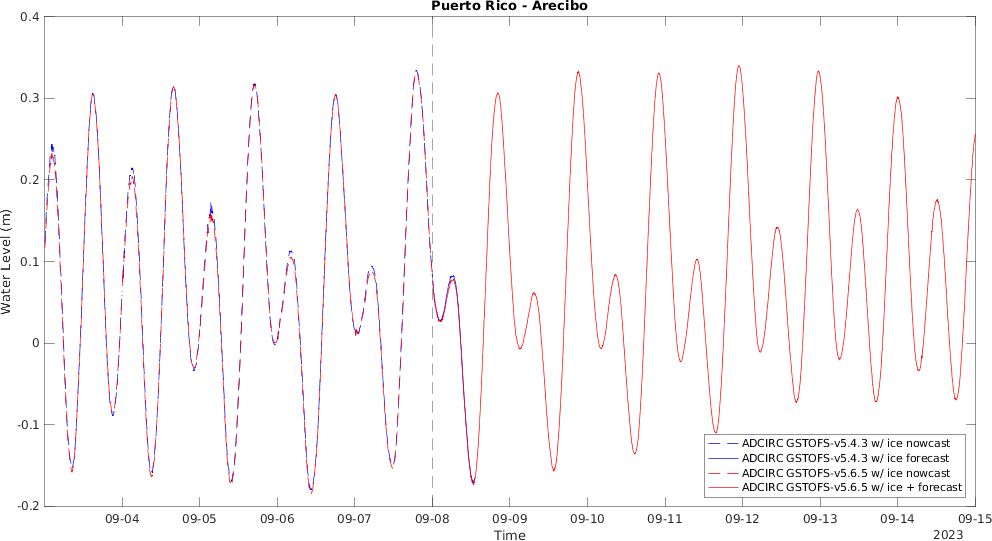 Puerto Rico - Arecibo
0.4
0.3
0.2
0.1
0
-0.1
-0.2
Water Level (m)
09-04 09-05 09-06 09-07 09-08 09-09 09-10 09-11 09-12 09-13 09-14 09-15
Time
2023
ADCIRC GSTOFS-v5.4.3 w/ ice nowcast
ADCIRC GSTOFS-v5.4.3 w/ ice forecast
ADCIRC GSTOFS-v5.6.5 w/ ice nowcast
ADCIRC GSTOFS-v5.6.5 w/ ice + forecast